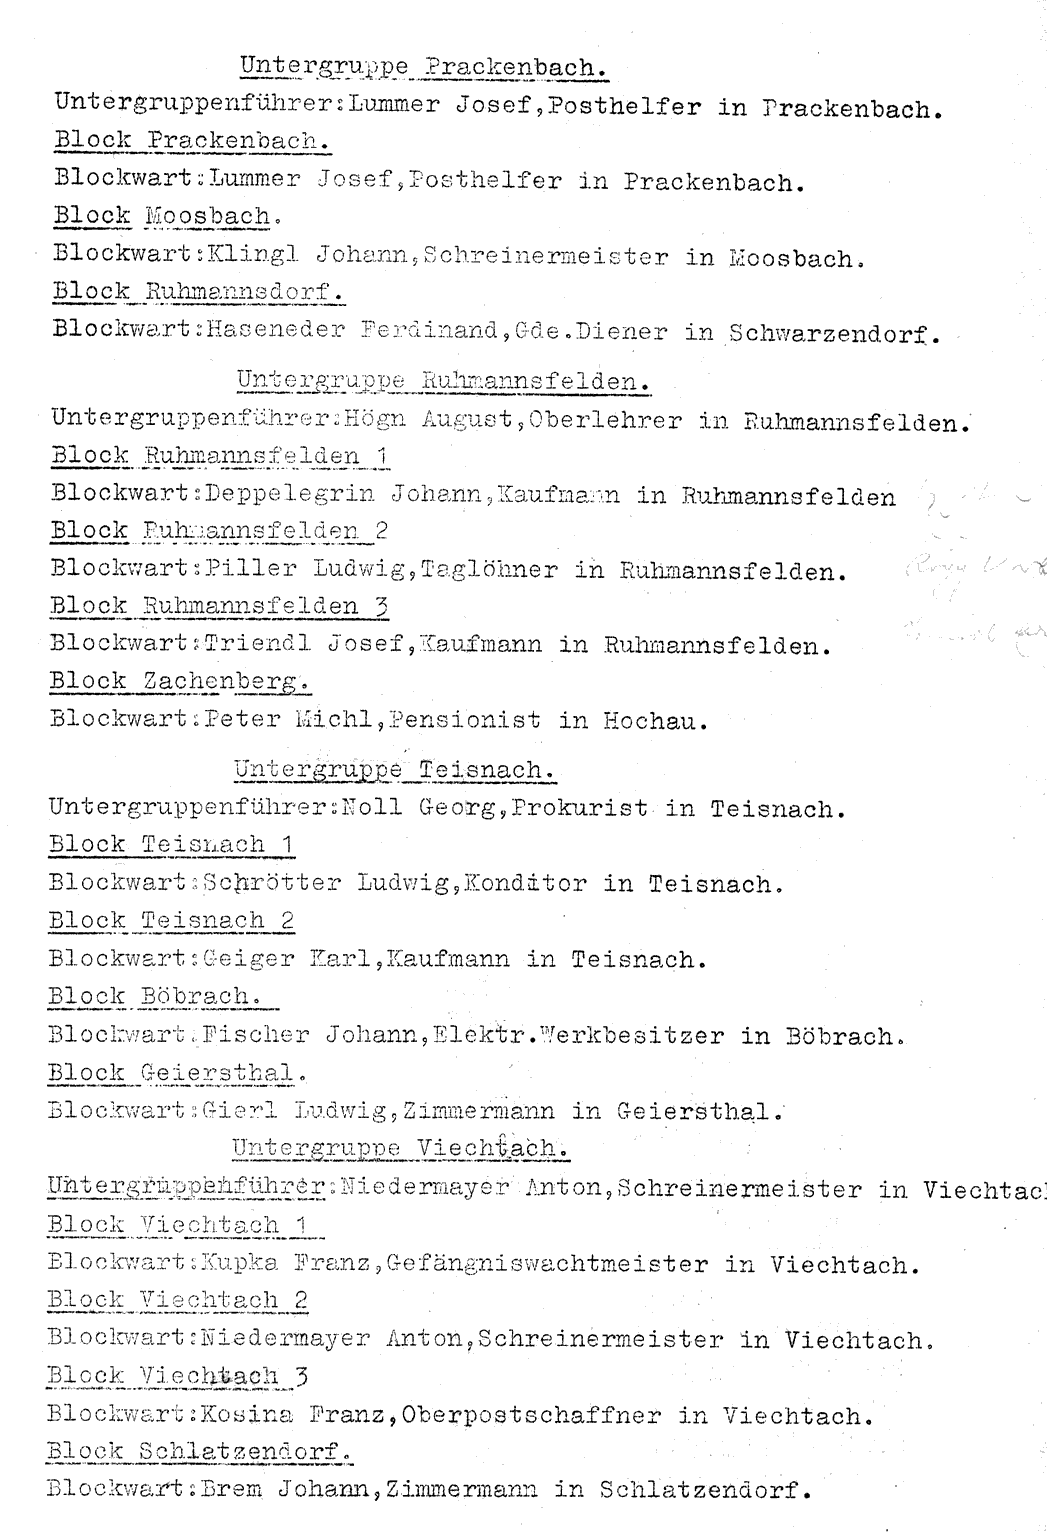 Untergruppe Prackenbach.
Untergruppenführer:Lummer Josef,Posthelfer in Prackenbach.
Block Prackenbach.
Blockwart:Lummer Josef,Posthelfer in Prackenbach.
Block Moosbach.
Blockwart:Klingl Johann,Schreinermeister in Moosbach.
Block Ruhmannsdorf.
Blockwart:Haseneder Ferdinand,Gde.Diener in Schwarzendorf.
Untergruppe Ruhmannsfelden.
Untergruppenführer:Högn August,Oberlehrer in Ruhmannsfelden.
Block Ruhmannsfelden 1
Blockwart:Deppelegrin Johann,Kaufmann in Ruhmannsfelden
Block Ruhmannsfelden 2
Blockwart:Piller Ludwig,Taglöhner in Ruhmannsfelden.
Block Ruhmannsfelden 3
Blockwart:Triendl Josef,Kaufmann in Ruhmannsfelden.
Block Zachenberg.
Blockwart:Peter Michl,Pensionist in Hochau.
Untergruppe Teisnach.
Untergruppenführer:Noll Georg,Prokurist in Teisnach.
Block Teisnach 1
Blockwart:Schrötter Ludwig,Konditor in Teisnach.
Block Teisnach 2
Blockwart:Geiger Karl,Kaufmann in Teisnach.
Block Böbrach.
Blockwart.Fischer Johann,Elektr.Werkbesitzer in Böbrach.
Block Geiersthal.
Blockwart:Gierl Ludwig,Zimmermann in Geiersthal.
Untergruppe Viechtach.
Untergruppenführer:Niedermayer Anton,Schreinermeister in Viechtach
Block Viechtach 1
Blockwart:Kupka Franz,Gefängniswachtmeister in Viechtach.
Block Viechtach 2
Blockwart:Niedermayer Anton,Schreinermeister in Viechtach.
Block Viechtach 3
Blockwart:Kosina Franz,Oberpostschaffner in Viechtach.
Block Schlatzendorf.
Blockwart:Brem Johann,Zimmermann in Schlatzendorf.